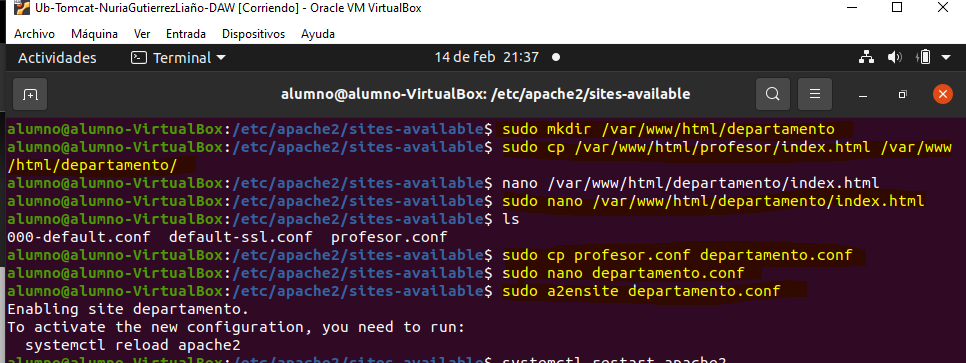 Ub-Tomcat-NuriaGutierrezLiaño-DAW [Corriendo] - Oracle VM VirtualBox
Archivo Máquina Ver Entrada Dispositivos Ayuda
Actividades Terminal 14 de feb 21:37
alumno@alumno-VirtualBox: /etc/apache2/sites-available
alumno@alumno-VirtualBox:/etc/apache2/sites-available$ sudo mkdir /var/www/html/departamento
alumno@alumno-VirtualBox:/etc/apache2/sites-available$ sudo cp /var/www/html/profesor/index.html /var/www
/html/departamento/
alumno@alumno-VirtualBox:/etc/apache2/sites-available$ nano /var/www/html/departamento/index.html
alumno@alumno-VirtualBox:/etc/apache2/sites-available$ sudo nano /var/www/html/departamento/index.html
alumno@alumno-VirtualBox:/etc/apache2/sites-available$ ls
000-default.conf default-ssl.conf profesor.conf
alumno@alumno-VirtualBox:/etc/apache2/sites-available$ sudo cp profesor.conf departamento.conf
alumno@alumno-VirtualBox:/etc/apache2/sites-available$ sudo nano departamento.conf
alumno@alumno-VirtualBox:/etc/apache2/sites-available$ sudo a2ensite departamento.conf
Enabling site departamento.
To activate the new configuration, you need to run:
systemctl reload apache2
alumno@alumno-VirtualBox:/etc/apache2/sites-available$ systemctl restart apache2